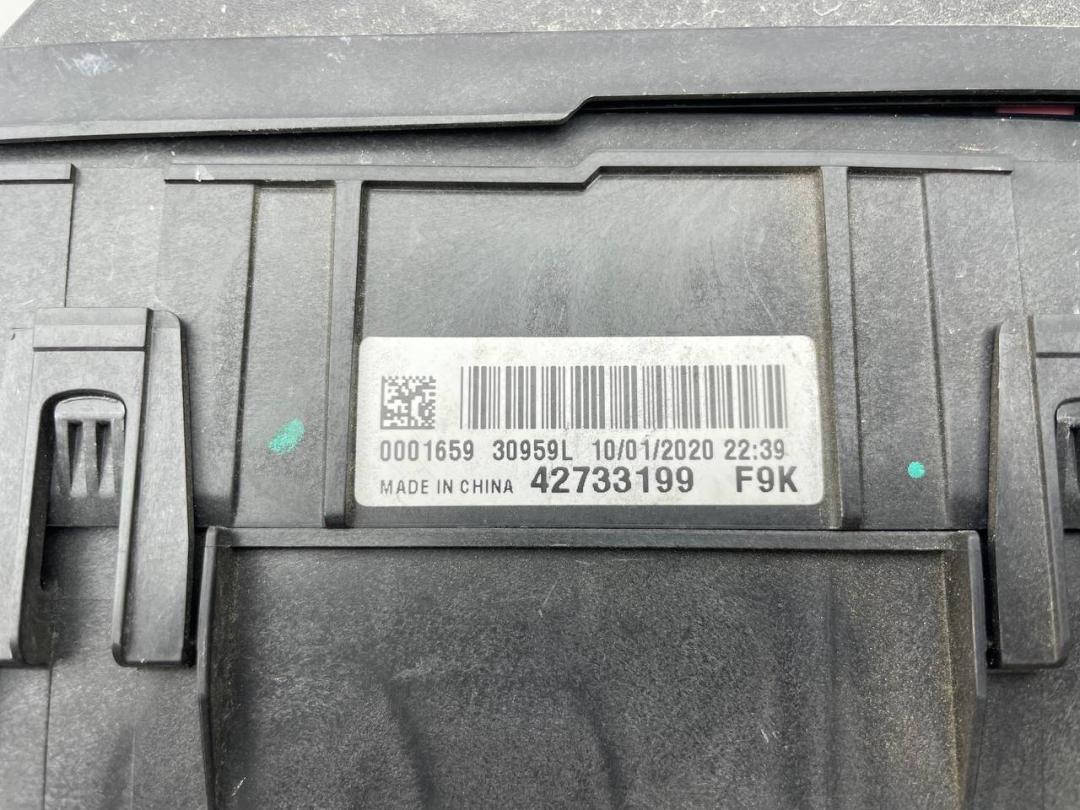 0001659 30959L 10/01/2020 22:39
MADE IN CHINA 42733199 F9K